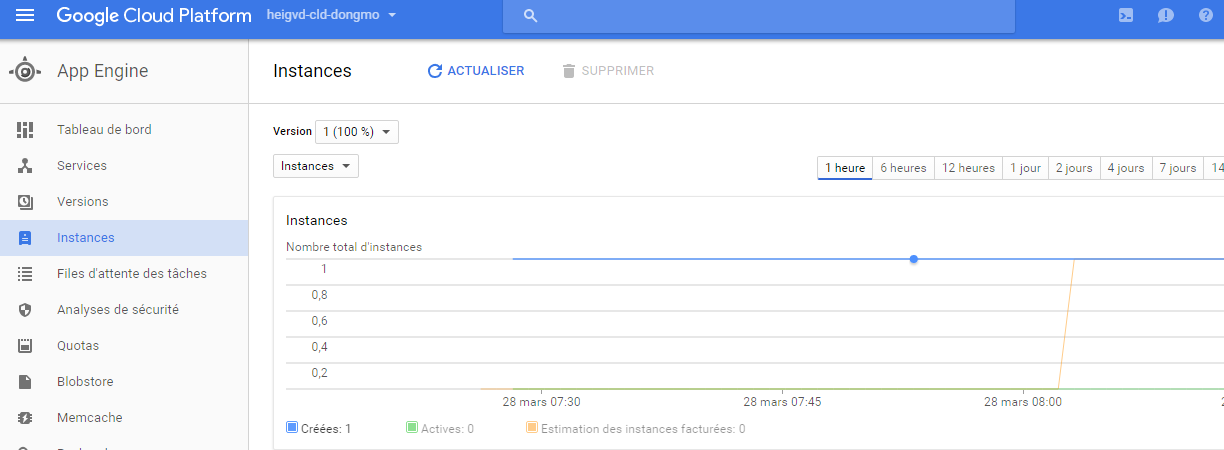 Google Cloud Platform heigvd-cld-dongmo
App Engine
Instances ACTUALISER SUPPRIMER
Tableau de bord
Services
Versions
Instances
Files d'attente des tâches
Analyses de sécurité
Quotas
Blobstore
Memcache
Version 1 (100 %)
Instances
1 heure 6 heures 12 heures 1 jour 2 jours 4 jours 7 jours 14
Instances
Nombre total d'instances
1
0,8
0,6
0,4
0,2
28 mars 07:30 28 mars 07:45 28 mars 08:00
Créées: 1 Actives: 0 Estimation des instances facturées: 0